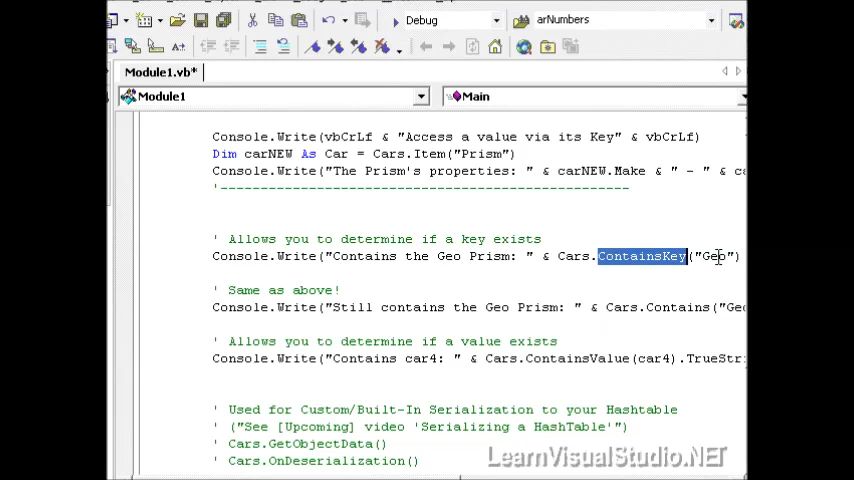 Debug arNumbers
Module1.vb*
Module1 Main
Console.Write(vbCrLf & "Access a value via its Key" & vbCrLf)
Dim carNEW As Car = Cars.Item("Prism")
Console.Write("The Prism's properties: " & carNEW.Make & " - " & ca
'---------------------------------------------------
' Allows you to determine if a key exists
Console.Write("Contains the Geo Prism: " & Cars.ContainsKey("Geo")
' Same as above!
Console.Write("Still contains the Geo Prism: " & Cars.Contains("Geo
' Allows you to determine if a value exists
Console.Write("Contains car4: " & Cars.ContainsValue(car4).TrueStri
' Used for Custom/Built-In Serialization to your Hashtable
' ("See [Upcoming] video 'Serializing a HashTable'")
' Cars.GetObjectData()
' Cars.OnDeserialization()
LearnVisualStudio.NET